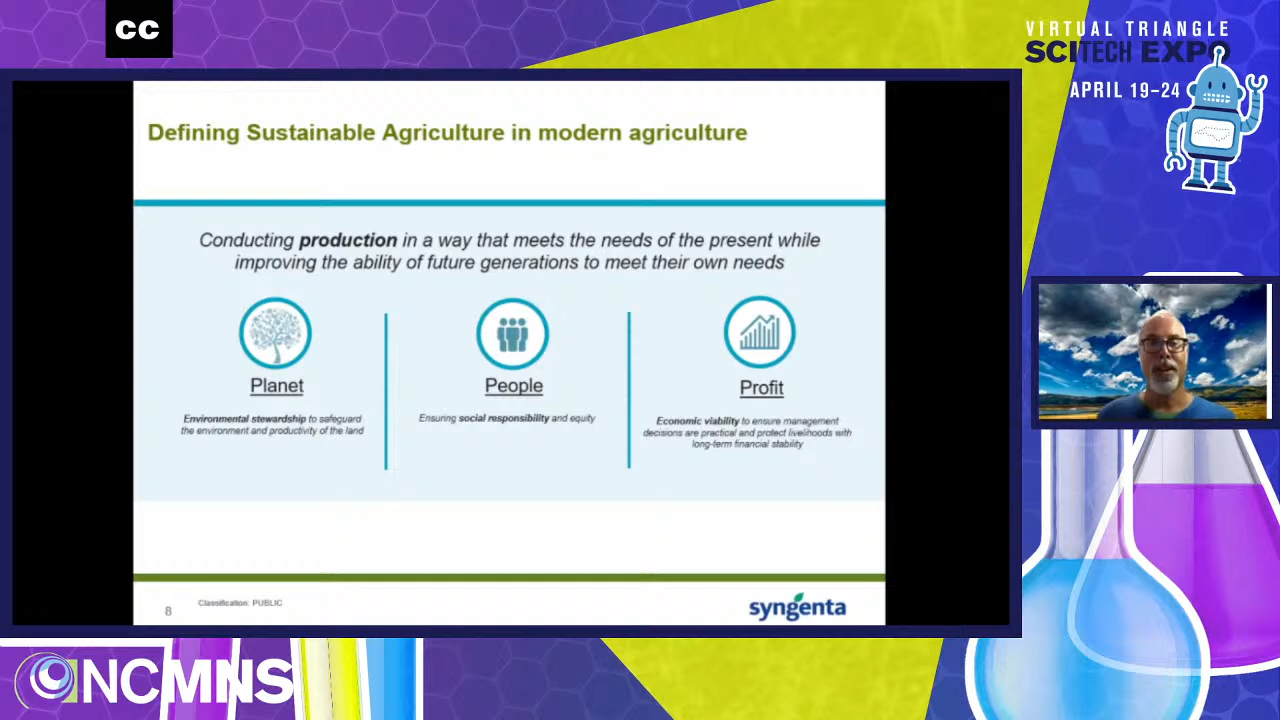 CC
VIRTUAL TRIANGLE
SCITECH EXPO
APRIL 19-24
Defining Sustainable Agriculture in modern agriculture
Conducting production in a way that meets the needs of the present while
improving the ability of future generations to meet their own needs
Planet
Environmental stewardship to safeguard
the environment and productivity of the land
People
Ensuring social responsibility and equity
Profit
Economic viability to ensure management
decisions are practical and protect livelihoods with
long-term financial stability
8
Classification: PUBLIC
syngenta
NCMNS